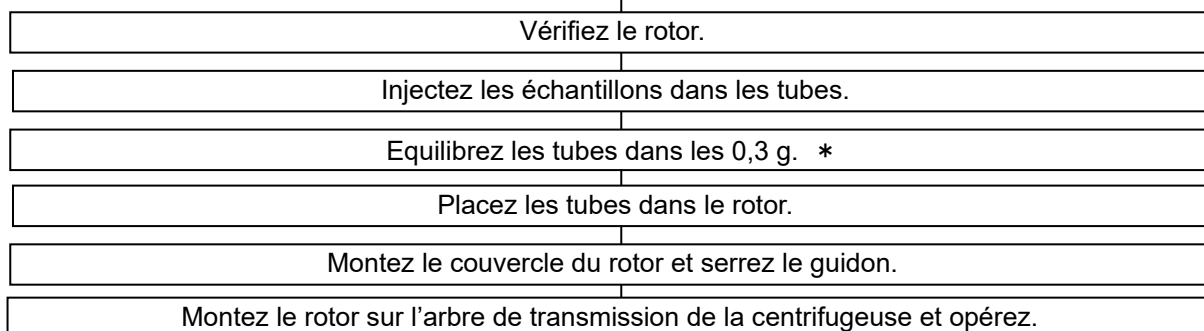 Vérifiez le rotor.
Injectez les échantillons dans les tubes.
Equilibrez les tubes dans les 0,3 g. *
Placez les tubes dans le rotor.
Montez le couvercle du rotor et serrez le guidon.
Montez le rotor sur l’arbre de transmission de la centrifugeuse et opérez.